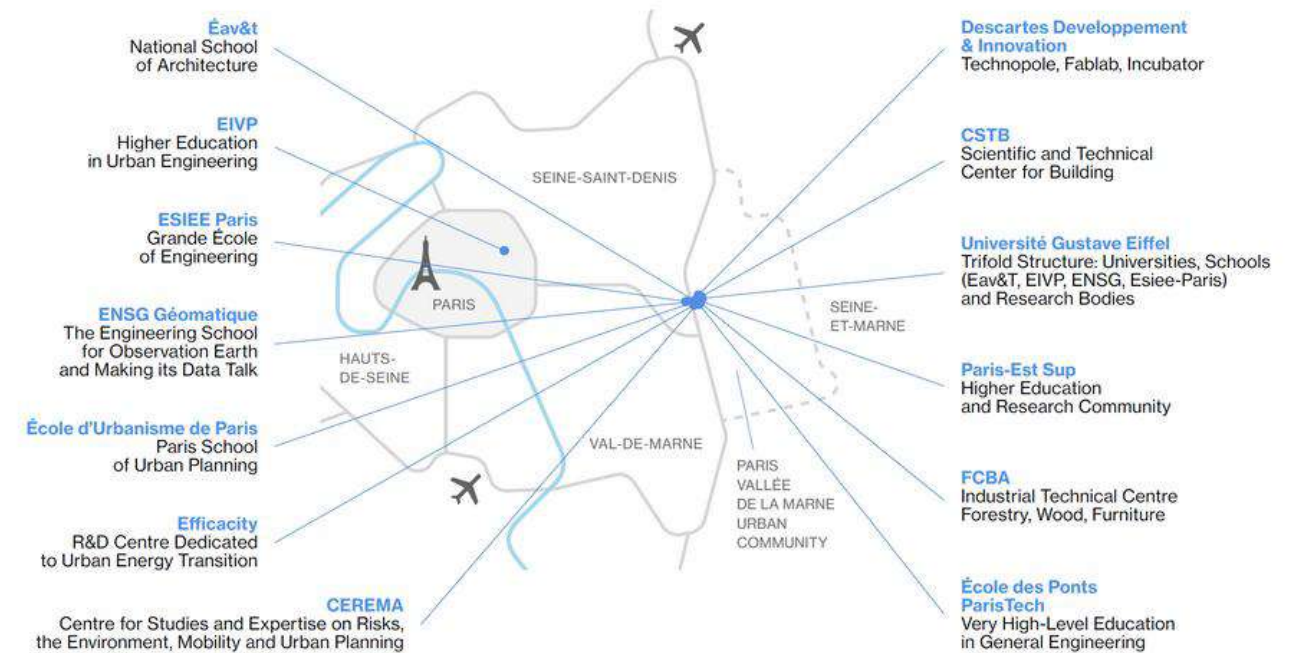 Éav&t
National School
of Architecture
EIVP
Higher Education
in Urban Engineering
ESIEE Paris
Grande École
of Engineering
ENSG Géomatique
The Engineering School
for Observation Earth
and Making its Data Talk
École d'Urbanisme de Paris
Paris School
of Urban Planning
Efficacity
R&D Centre Dedicated
to Urban Energy Transition
CEREMA
Centre for Studies and Expertise on Risks,
the Environment, Mobility and Urban Planning
SEINE-SAINT-DENIS
PARIS
HAUTS-
DE-SEINE
VAL-DE-MARNE
SEINE-
ET-MARNE
PARIS
VALLÉE
DE LA MARNE
URBAN
COMMUNITY
Descartes Developpement
& Innovation
Technopole, Fablab, Incubator
CSTB
Scientific and Technical
Center for Building
Université Gustave Eiffel
Trifold Structure: Universities, Schools
(Eav&T, EIVP, ENSG, Esiee-Paris)
and Research Bodies
Paris-Est Sup
Higher Education
and Research Community
FCBA
Industrial Technical Centre
Forestry, Wood, Furniture
École des Ponts
ParisTech
Very High-Level Education
in General Engineering